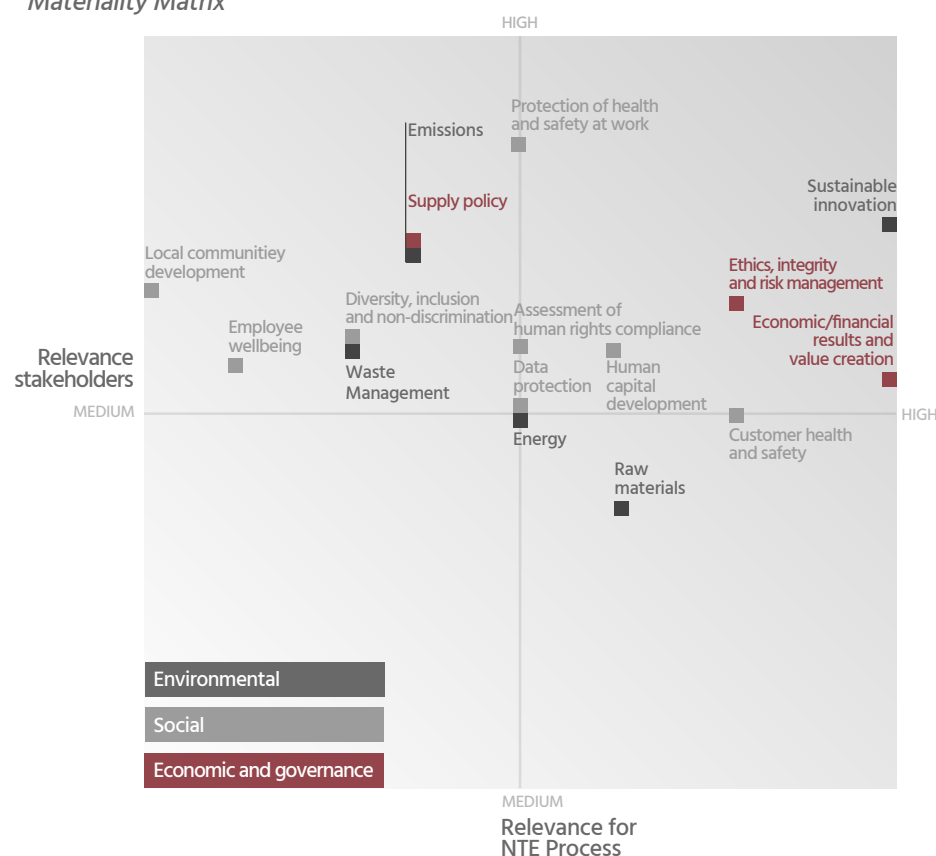 Materiality Matrix
HIGH
Protection of health
and safety at work
Emissions
Sustainable
innovation
Supply policy
Local communitiey
development
Ethics, integrity
and risk management
Diversity, inclusion
and non-discrimination
Assessment of
human rights compliance
Economic/financial
results and
value creation
Employee
wellbeing
Relevance
stakeholders
Waste
Management
Data
protection
Human
capital
development
MEDIUM
HIGH
Energy
Customer health
and safety
Raw
materials
Environmental
Social
Economic and governance
MEDIUM
Relevance for
NTE Process